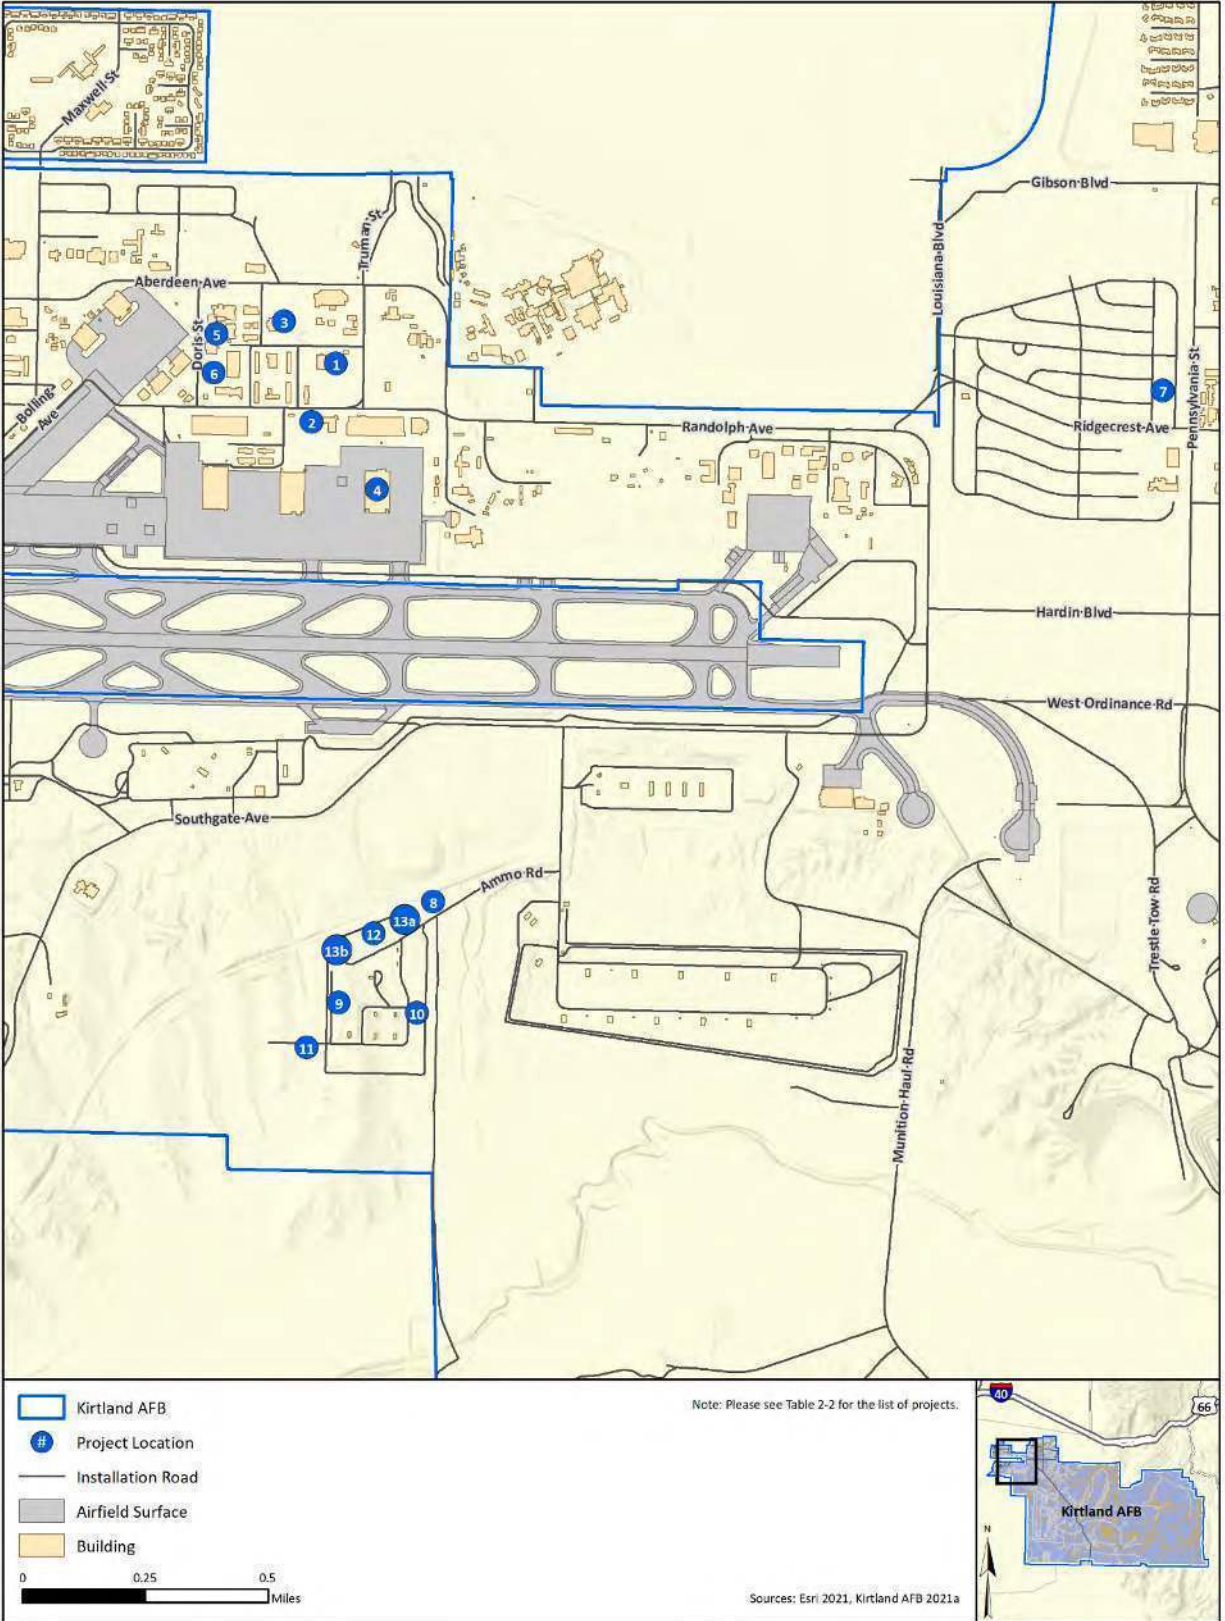 Maxwell St
Gibson Blvd
Truman St
Louisiana Blvd
Aberdeen Ave
Doris St
3
5
1
6
Pennsylvania St
7
Bolling Ave
2
Randolph Ave
Ridgecrest Ave
4
Hardin Blvd
West Ordinance Rd
Southgate Ave
Ammo Rd
8
13a
12
13b
Trestle Tow Rd
9
10
11
Munition Haul Rd
Kirtland AFB
# Project Location
Installation Road
Airfield Surface
Building
0 0.25 0.5
Miles
Note: Please see Table 2-2 for the list of projects.
Sources: Esri 2021, Kirtland AFB 2021a
40
66
Kirtland AFB
N